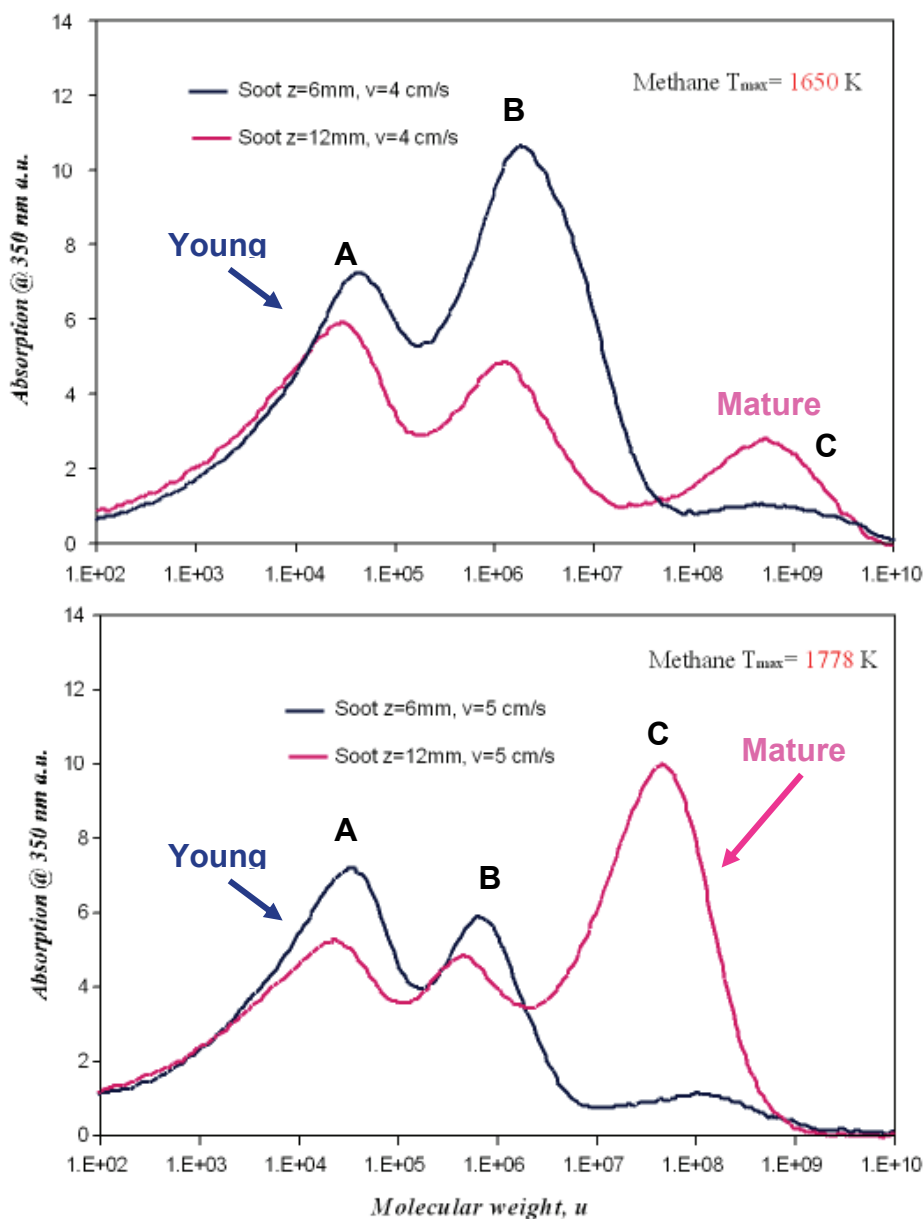 14
12
10
8
6
4
2
0
Absorption @ 350 nm a.u.
Methane Tmax= 1650 K
Soot z=6mm, v=4 cm/s
Soot z=12mm, v=4 cm/s
Young
A
B
Mature
C
1.E+02 1.E+03 1.E+04 1.E+05 1.E+06 1.E+07 1.E+08 1.E+09 1.E+10
14
12
10
8
6
4
2
0
Absorption @ 350 nm a.u.
Methane Tmax= 1778 K
Soot z=6mm, v=5 cm/s
Soot z=12mm, v=5 cm/s
Young
A
B
C
Mature
1.E+02 1.E+03 1.E+04 1.E+05 1.E+06 1.E+07 1.E+08 1.E+09 1.E+10
Molecular weight, u